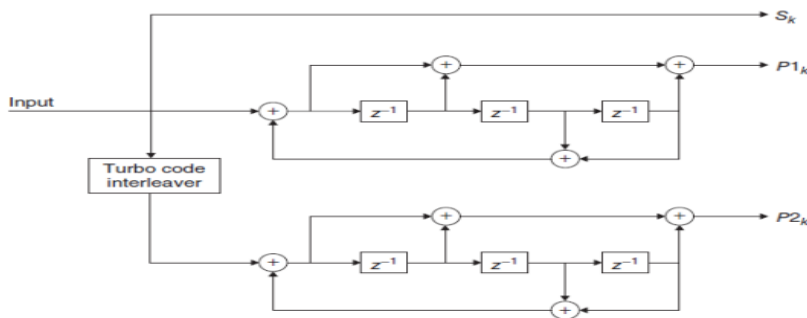 S_k
P1_k
Input
+
+
+
z⁻¹
z⁻¹
z⁻¹
+
Turbo code
interleaver
P2_k
+
+
+
z⁻¹
z⁻¹
z⁻¹
+